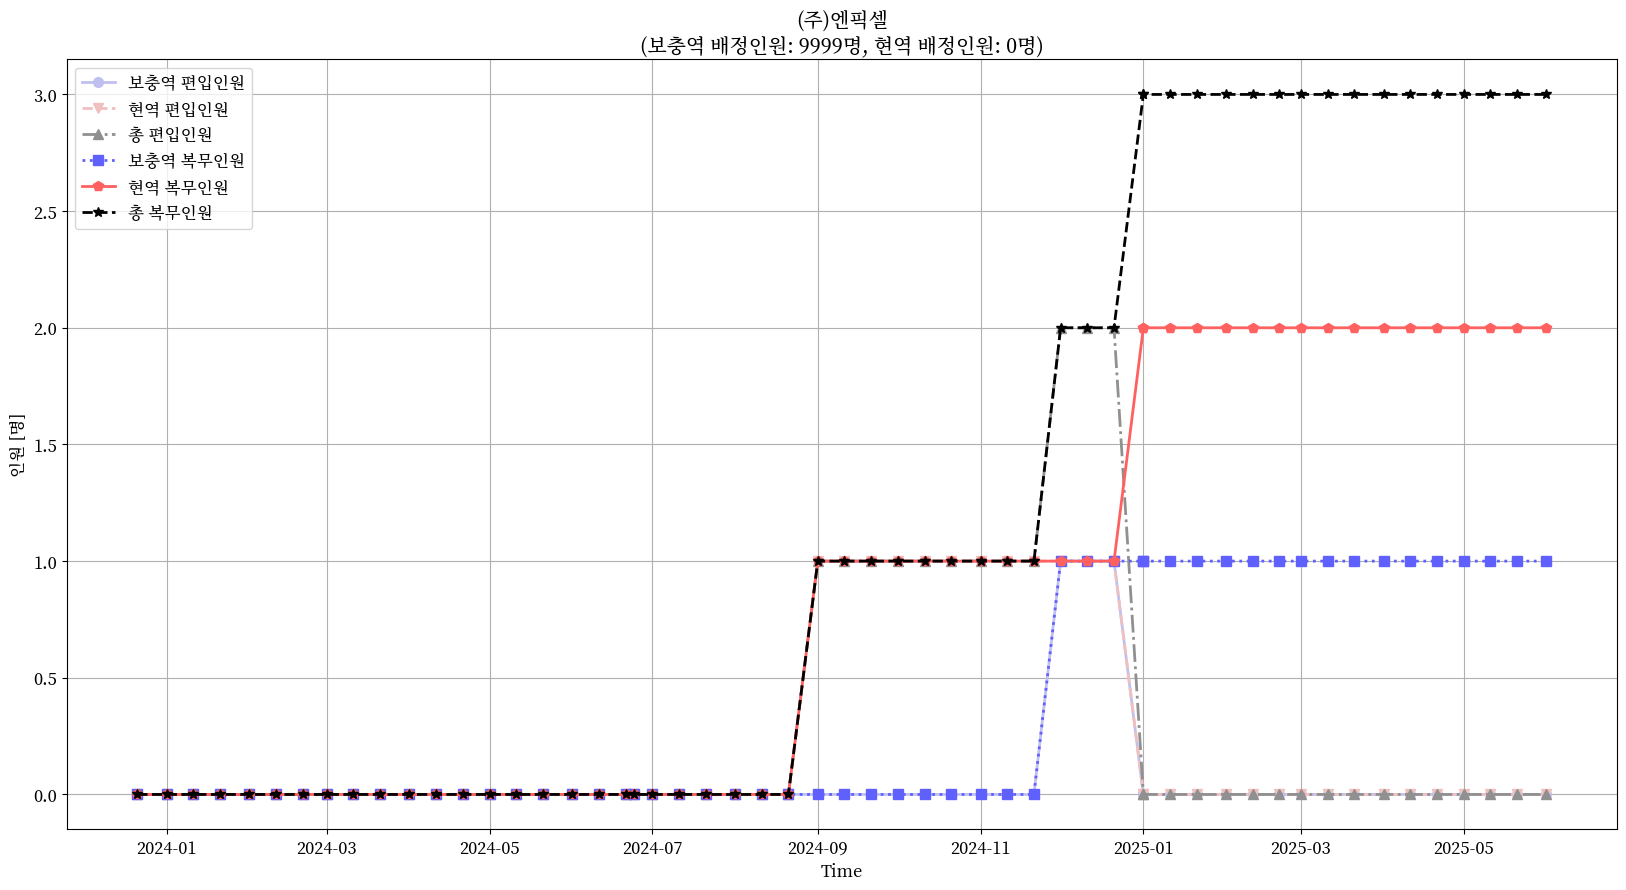 (주)엔픽셀
(보충역 배정인원: 9999명, 현역 배정인원: 0명)
보충역 편입인원
현역 편입인원
총 편입인원
보충역 복무인원
현역 복무인원
총 복무인원
인원 [명]
3.0
2.5
2.0
1.5
1.0
0.5
0.0
2024-01
2024-03
2024-05
2024-07
2024-09
2024-11
2025-01
2025-03
2025-05
Time